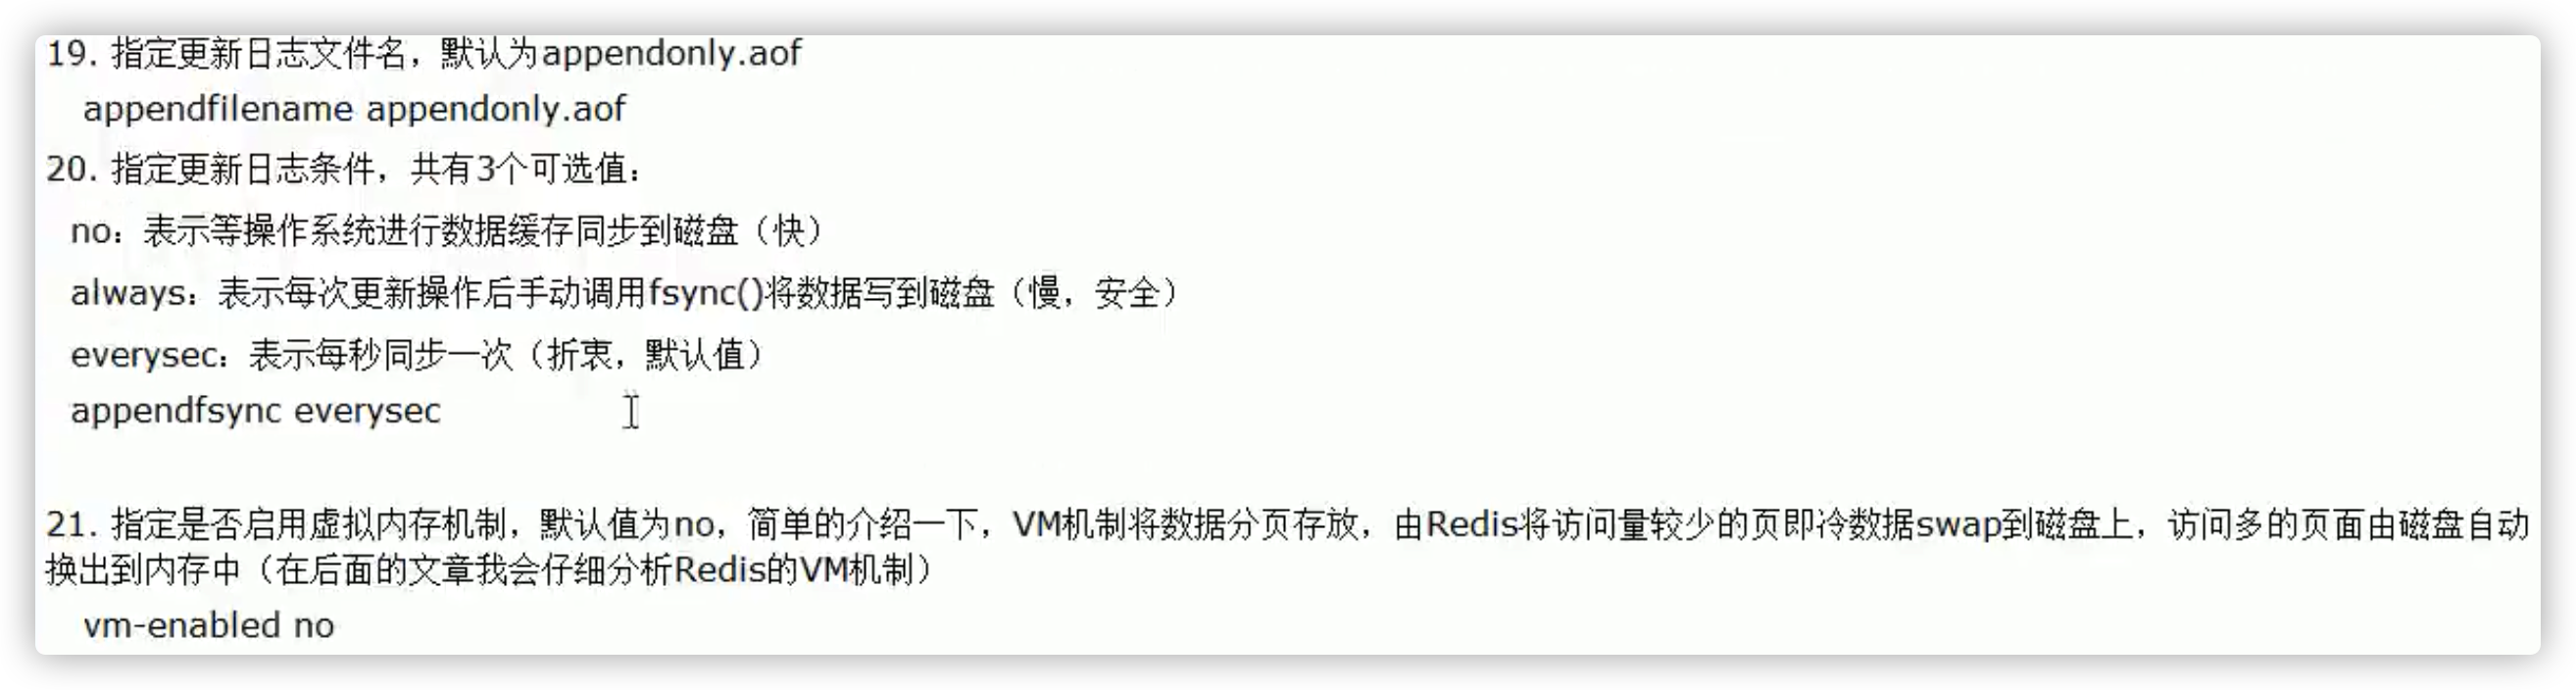 19. 指定更新日志文件名，默认为appendonly.aof
appendfilename appendonly.aof
20. 指定更新日志条件，共有3个可选值：
no：表示等操作系统进行数据缓存同步到磁盘（快）
always：表示每次更新操作后手动调用fsync()将数据写到磁盘（慢，安全）
everysec：表示每秒同步一次（折衷，默认值）
appendfsync everysec
21. 指定是否启用虚拟内存机制，默认值为no，简单的介绍一下，VM机制将数据分页存放，由Redis将访问量较少的页即冷数据swap到磁盘上，访问多的页面由磁盘自动
换出到内存中（在后面的文章我会仔细分析Redis的VM机制）
vm-enabled no